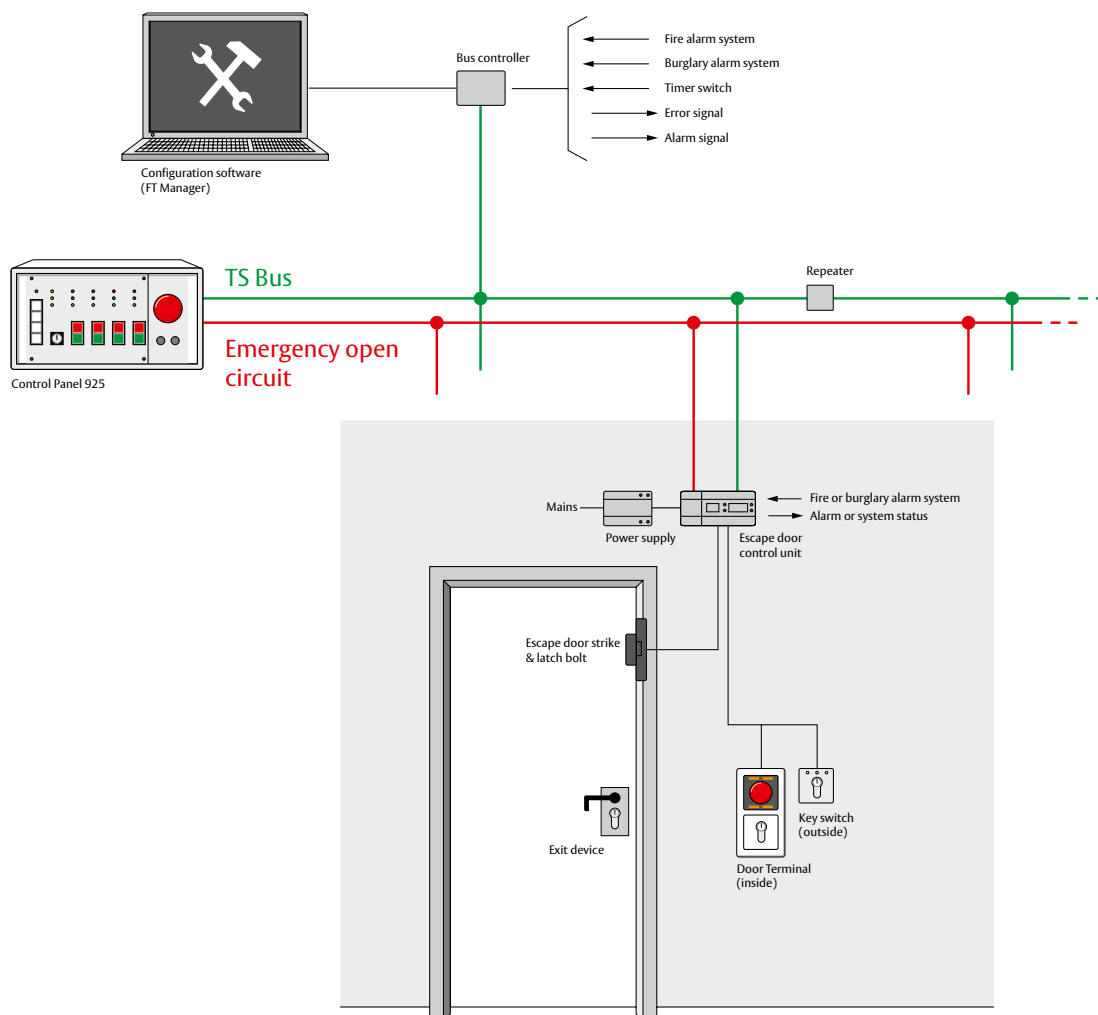 Bus controller
Fire alarm system
Burglary alarm system
Timer switch
Error signal
Alarm signal
Configuration software
(FT Manager)
TS Bus
Repeater
Emergency open
circuit
Control Panel 925
Mains
Power supply
Escape door
control unit
Fire or burglary alarm system
Alarm or system status
Escape door strike
& latch bolt
Exit device
Key switch
(outside)
Door Terminal
(inside)